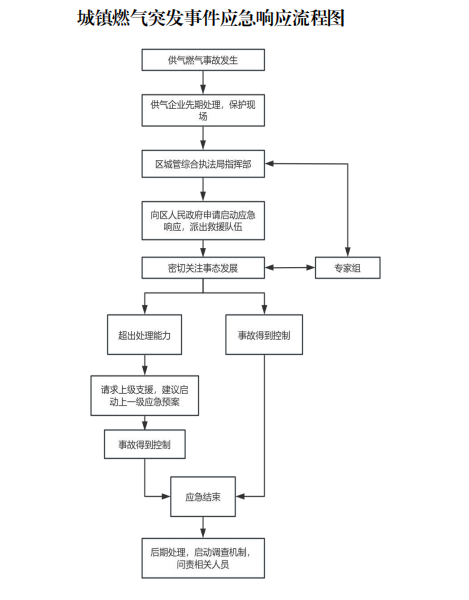 城镇燃气突发事件应急响应流程图
供气燃气事故发生
供气企业先期处理，保护现
场
区城管综合执法局指挥部
向区人民政府申请启动应急
响应，派出救援队伍
密切关注事态发展
专家组
超出处理能力
事故得到控制
请求上级支援，建议启
动上一级应急预案
事故得到控制
应急结束
后期处理，启动调查机制，
问责相关人员